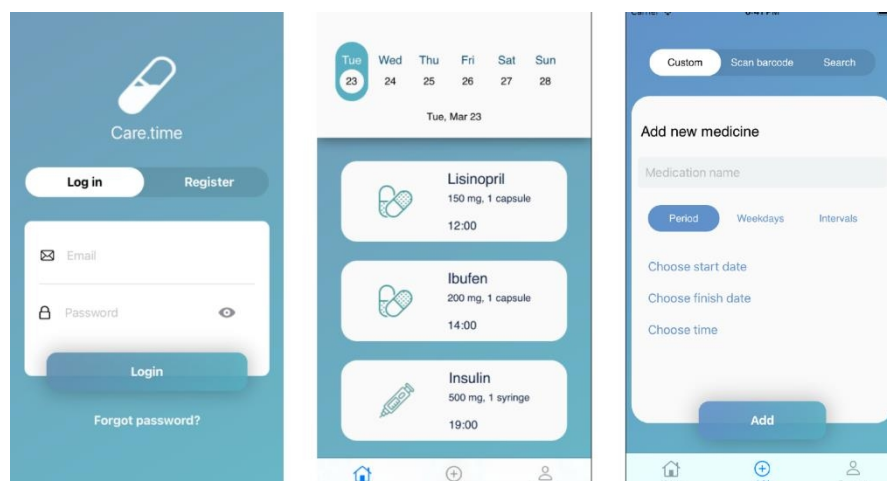 Care.time
Log in Register
Email
Password
Login
Forgot password?
Tue Wed Thu Fri Sat Sun
23 24 25 26 27 28
Tue, Mar 23
Lisinopril
150 mg, 1 capsule
12:00
Ibufen
200 mg, 1 capsule
14:00
Insulin
500 mg, 1 syringe
19:00
Custom Scan barcode Search
Add new medicine
Medication name
Period Weekdays Intervals
Choose start date
Choose finish date
Choose time
Add